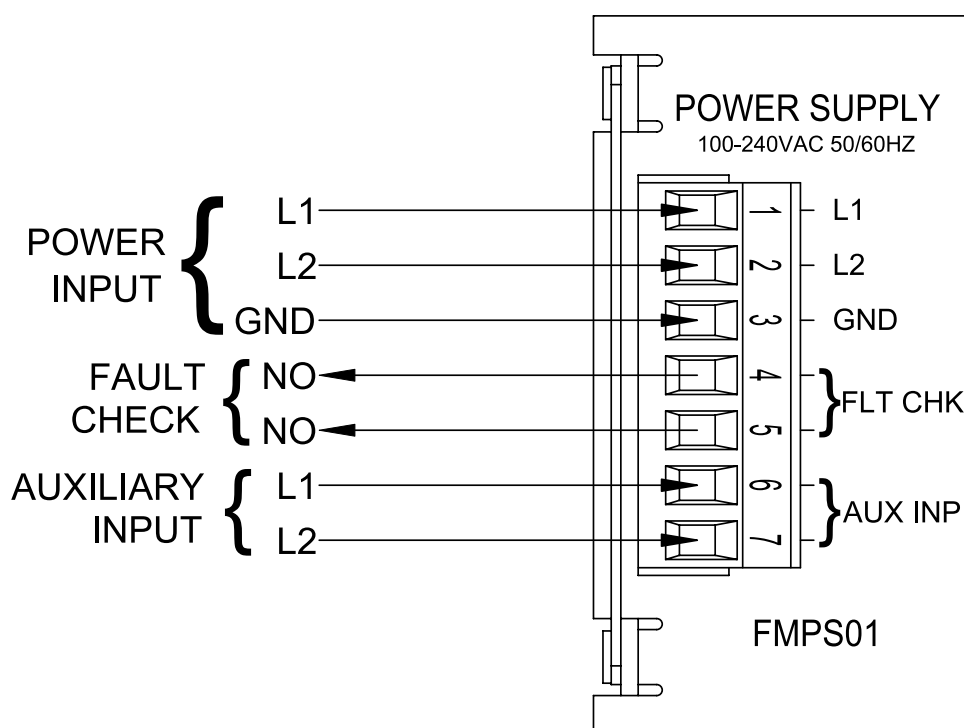 POWER SUPPLY
100-240VAC 50/60HZ
POWER
INPUT
L1
L2
GND
FAULT
CHECK
NO
NO
AUXILIARY
INPUT
L1
L2
1
2
3
4
5
6
7
L1
L2
GND
FLT CHK
AUX INP
FMPS01